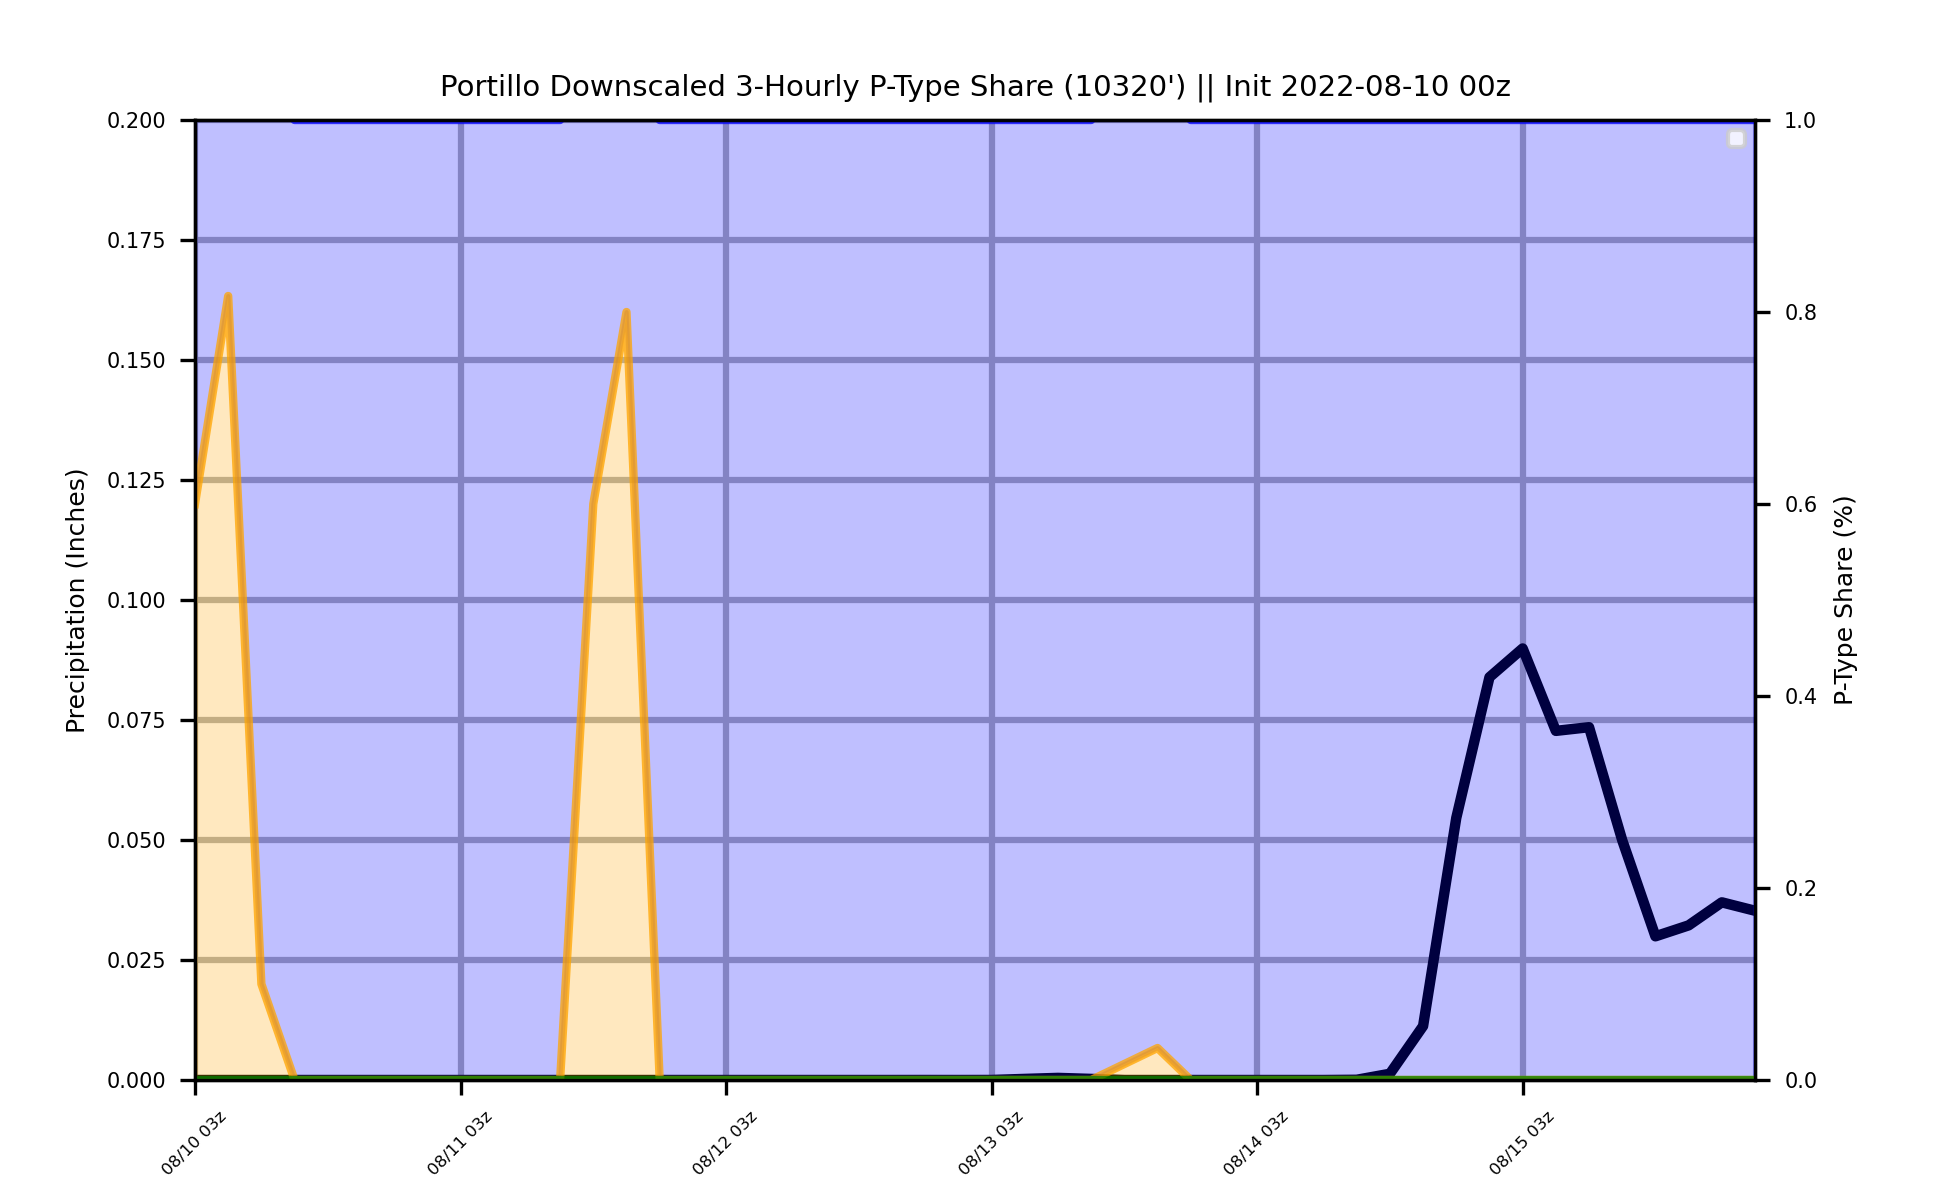 Portillo Downscaled 3-Hourly P-Type Share (10320') || Init 2022-08-10 00z
0.200
0.175
0.150
0.125
0.100
0.075
0.050
0.025
0.000
Precipitation (Inches)
1.0
0.8
0.6
0.4
0.2
0.0
P-Type Share (%)
08/10 03z
08/11 03z
08/12 03z
08/13 03z
08/14 03z
08/15 03z